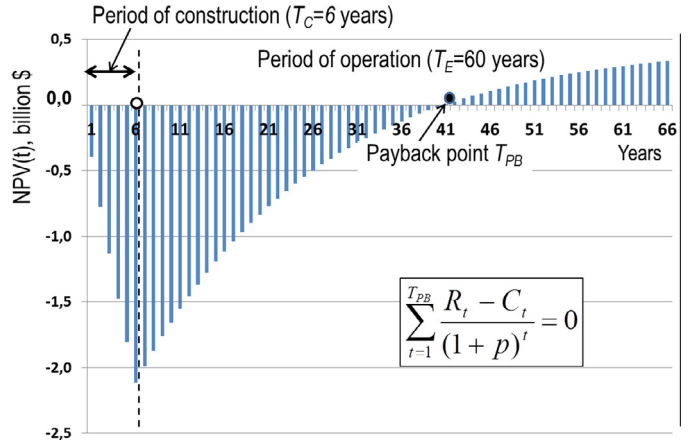 Period of construction (T_C=6 years)
0,5
Period of operation (T_E=60 years)
0,0
1 6 11 16 21 26 31 36 41 46 51 56 61 66
Payback point T_PB
Years
-0,5
-1,0
-1,5
-2,0
-2,5
NPV(t), billion $
T_PB
∑ (R_t − C_t) / (1 + p)^t = 0
t=1